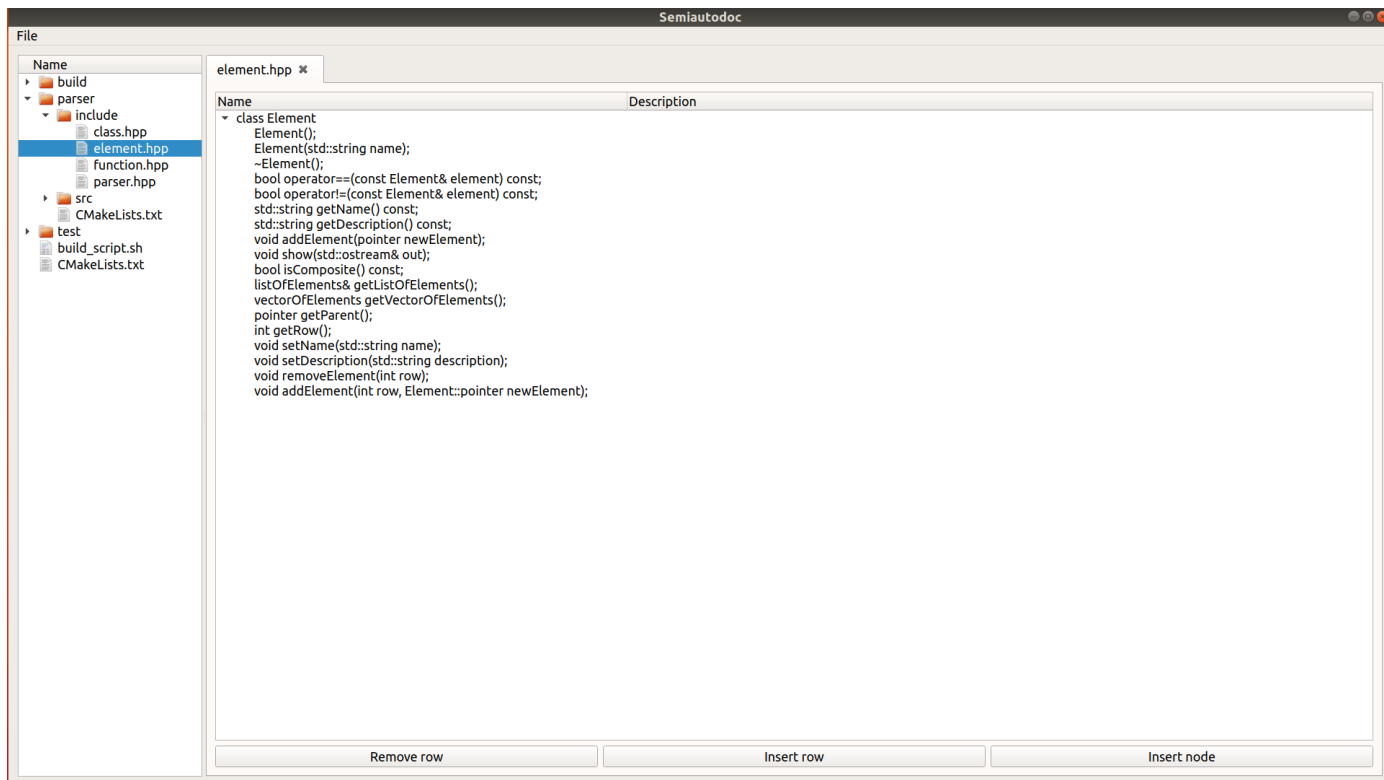 Semiautodoc
File
Name
build
parser
include
class.hpp
element.hpp
function.hpp
parser.hpp
src
CMakeLists.txt
test
build_script.sh
CMakeLists.txt
element.hpp
Name Description
class Element
Element();
Element(std::string name);
~Element();
bool operator==(const Element& element) const;
bool operator!=(const Element& element) const;
std::string getName() const;
std::string getDescription() const;
void addElement(pointer newElement);
void show(std::ostream& out);
bool isComposite() const;
listOfElements& getListOfElements();
vectorOfElements getVectorOfElements();
pointer getParent();
int getRow();
void setName(std::string name);
void setDescription(std::string description);
void removeElement(int row);
void addElement(int row, Element::pointer newElement);
Remove row Insert row Insert node